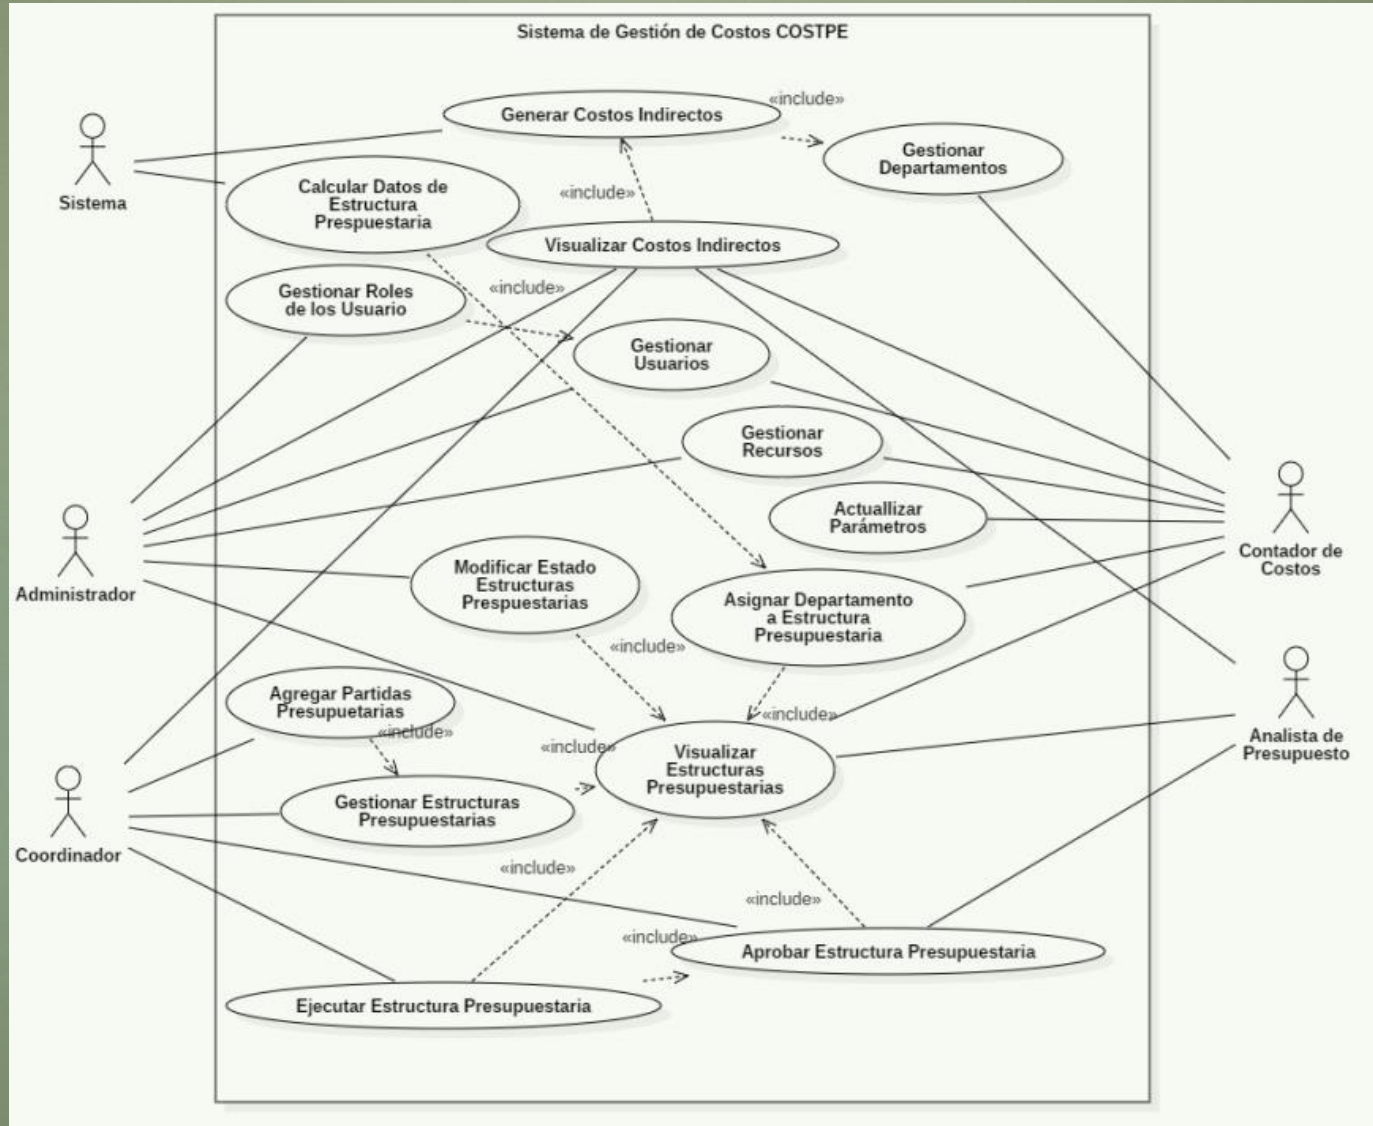 Sistema de Gestión de Costos COSTPE
Generar Costos Indirectos
«include»
Gestionar
Departamentos
Sistema
Calcular Datos de
Estructura
Prespuestaria
«include»
Visualizar Costos Indirectos
Gestionar Roles
de los Usuario
«include»
Gestionar
Usuarios
Gestionar
Recursos
Actuallizar
Parámetros
Administrador
Contador de
Costos
Modificar Estado
Estructuras
Prespuestarias
Asignar Departamento
a Estructura
Presupuestaria
«include»
Agregar Partidas
Presupuetarias
«include»
«include»
«include»
Visualizar
Estructuras
Presupuestarias
Analista de
Presupuesto
Gestionar Estructuras
Presupuestarias
Coordinador
«include»
«include»
«include»
Aprobar Estructura Presupuestaria
Ejecutar Estructura Presupuestaria